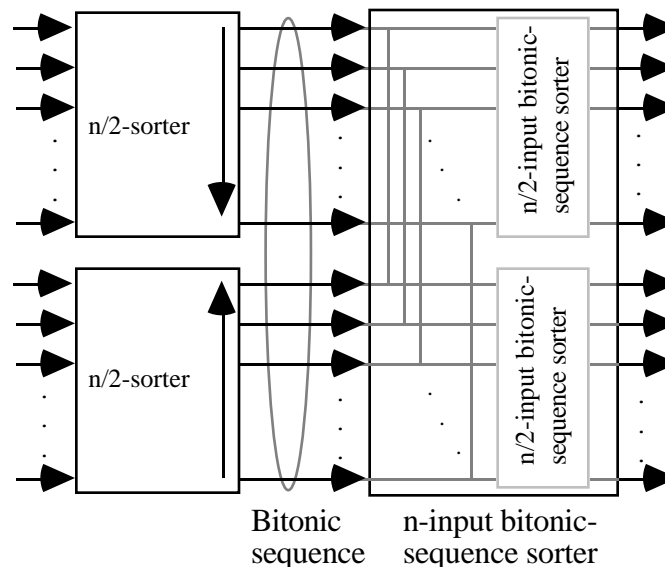 n/2-sorter
n/2-input bitonic-
sequence sorter
n/2-sorter
n/2-input bitonic-
sequence sorter
Bitonic
sequence
n-input bitonic-
sequence sorter